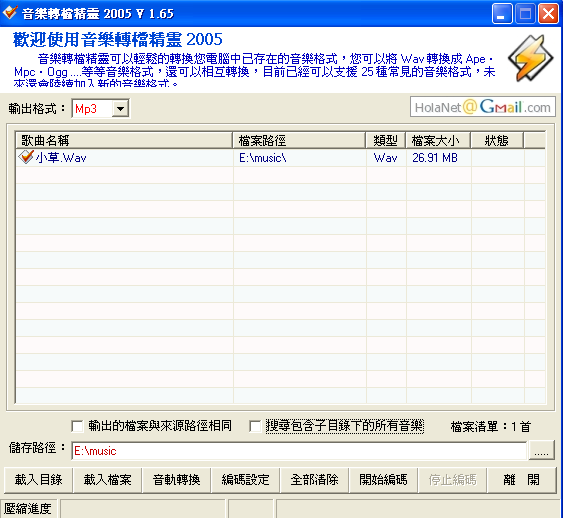 音樂轉檔精靈 2005 V 1.65
歡迎使用音樂轉檔精靈 2005
音樂轉檔精靈可以輕鬆的轉換您電腦中已存在的音樂格式，您可以將 Wav 轉換成 Ape、
Mpc、Ogg ....等等音樂格式，還可以相互轉換，目前已經可以支援 25種常見的音樂格式，未
來還會陸續加入新的音樂格式。
輸出格式： Mp3 HolaNet@Gmail.com
歌曲名稱 檔案路徑 類型 檔案大小 狀態
小草.Wav E:\music\ Wav 26.91 MB
輸出的檔案與來源路徑相同 搜尋包含子目錄下的所有音樂 檔案清單：1 首
儲存路徑： E:\music .....
載入目錄 載入檔案 音動轉換 編碼設定 全部清除 開始編碼 停止編碼 離 開
壓縮進度